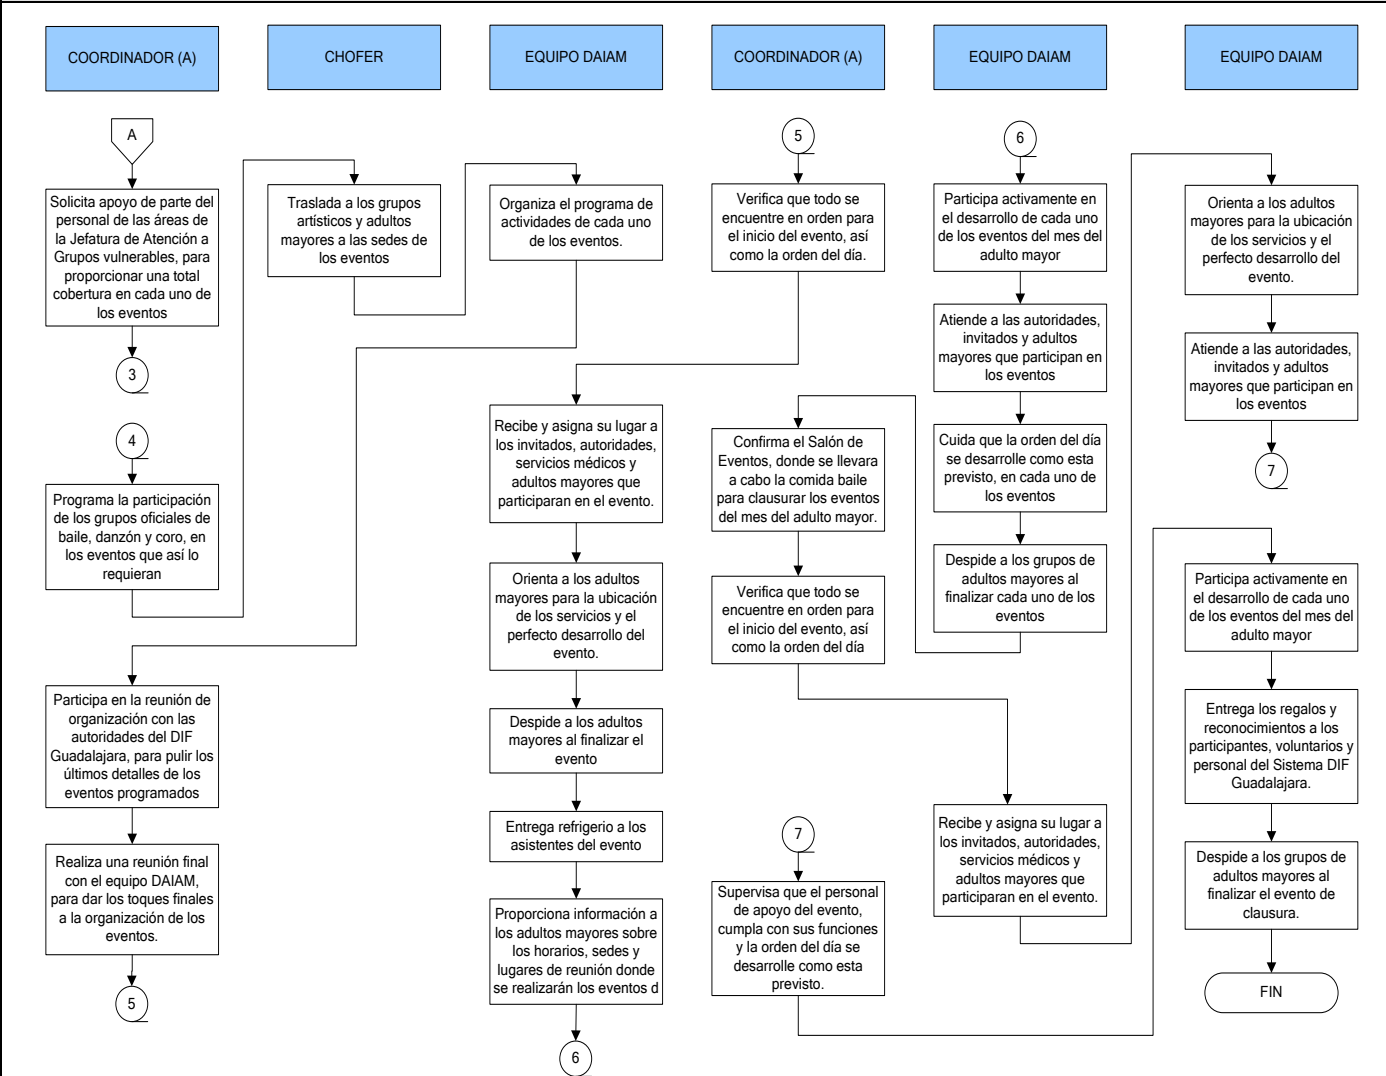 COORDINADOR (A)
CHOFER
EQUIPO DAIAM
COORDINADOR (A)
EQUIPO DAIAM
EQUIPO DAIAM
A
Solicita apoyo de parte del
personal de las áreas de
la Jefatura de Atención a
Grupos vulnerables, para
proporcionar una total
cobertura en cada uno de
los eventos
3
4
Programa la participación
de los grupos oficiales de
baile, danzón y coro, en
los eventos que así lo
requieran
Traslada a los grupos
artísticos y adultos
mayores a las sedes de
los eventos
Organiza el programa de
actividades de cada uno
de los eventos.
Participa en la reunión de
organización con las
autoridades del DIF
Guadalajara, para pulir los
últimos detalles de los
eventos programados
Realiza una reunión final
con el equipo DAIAM,
para dar los toques finales
a la organización de los
eventos.
5
5
Verifica que todo se
encuentre en orden para
el inicio del evento, así
como la orden del día.
Recibe y asigna su lugar a
los invitados, autoridades,
servicios médicos y
adultos mayores que
participaran en el evento.
Orienta a los adultos
mayores para la ubicación
de los servicios y el
perfecto desarrollo del
evento.
Despide a los adultos
mayores al finalizar el
evento
Entrega refrigerio a los
asistentes del evento
Proporciona información a
los adultos mayores sobre
los horarios, sedes y
lugares de reunión donde
se realizarán los eventos d
6
6
Participa activamente en
el desarrollo de cada uno
de los eventos del mes del
adulto mayor
Atiende a las autoridades,
invitados y adultos
mayores que participan en
los eventos
Cuida que la orden del día
se desarrolle como esta
previsto, en cada uno de
los eventos
Despide a los grupos de
adultos mayores al
finalizar cada uno de los
eventos
Confirma el Salón de
Eventos, donde se llevara
a cabo la comida baile
para clausurar los eventos
del mes del adulto mayor.
Verifica que todo se
encuentre en orden para
el inicio del evento, así
como la orden del día
Recibe y asigna su lugar a
los invitados, autoridades,
servicios médicos y
adultos mayores que
participaran en el evento.
Orienta a los adultos
mayores para la ubicación
de los servicios y el
perfecto desarrollo del
evento.
Atiende a las autoridades,
invitados y adultos
mayores que participan en
los eventos
7
7
Supervisa que el personal
de apoyo del evento,
cumpla con sus funciones
y la orden del día se
desarrolle como esta
previsto.
Participa activamente en
el desarrollo de cada uno
de los eventos del mes del
adulto mayor
Entrega los regalos y
reconocimientos a los
participantes, voluntarios y
personal del Sistema DIF
Guadalajara.
Despide a los grupos de
adultos mayores al
finalizar el evento de
clausura.
FIN